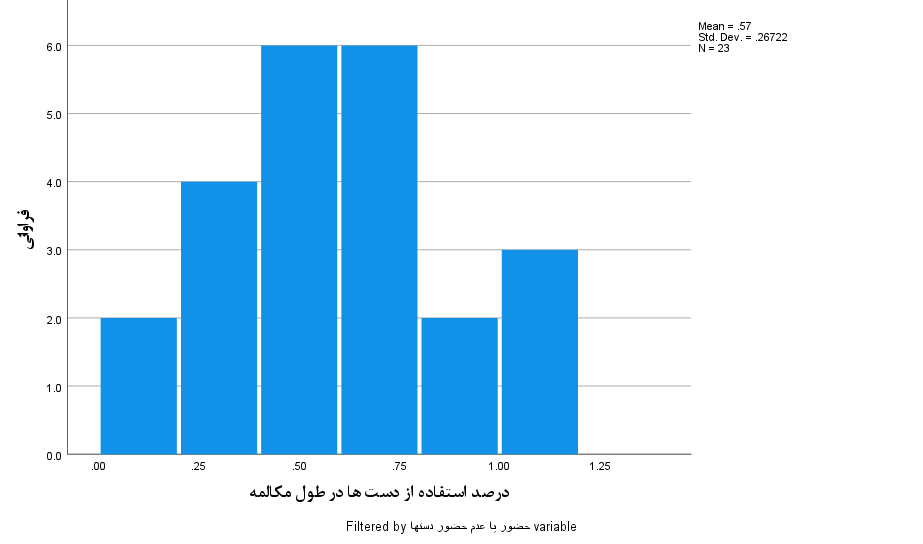 Mean = .57
Std. Dev. = .26722
N = 23
6.0
5.0
4.0
3.0
2.0
1.0
0.0
فراوانی
.00 .25 .50 .75 1.00 1.25
درصد استفاده از دست ها در طول مکالمه
Filtered by حضور یا عدم حضور دستها variable